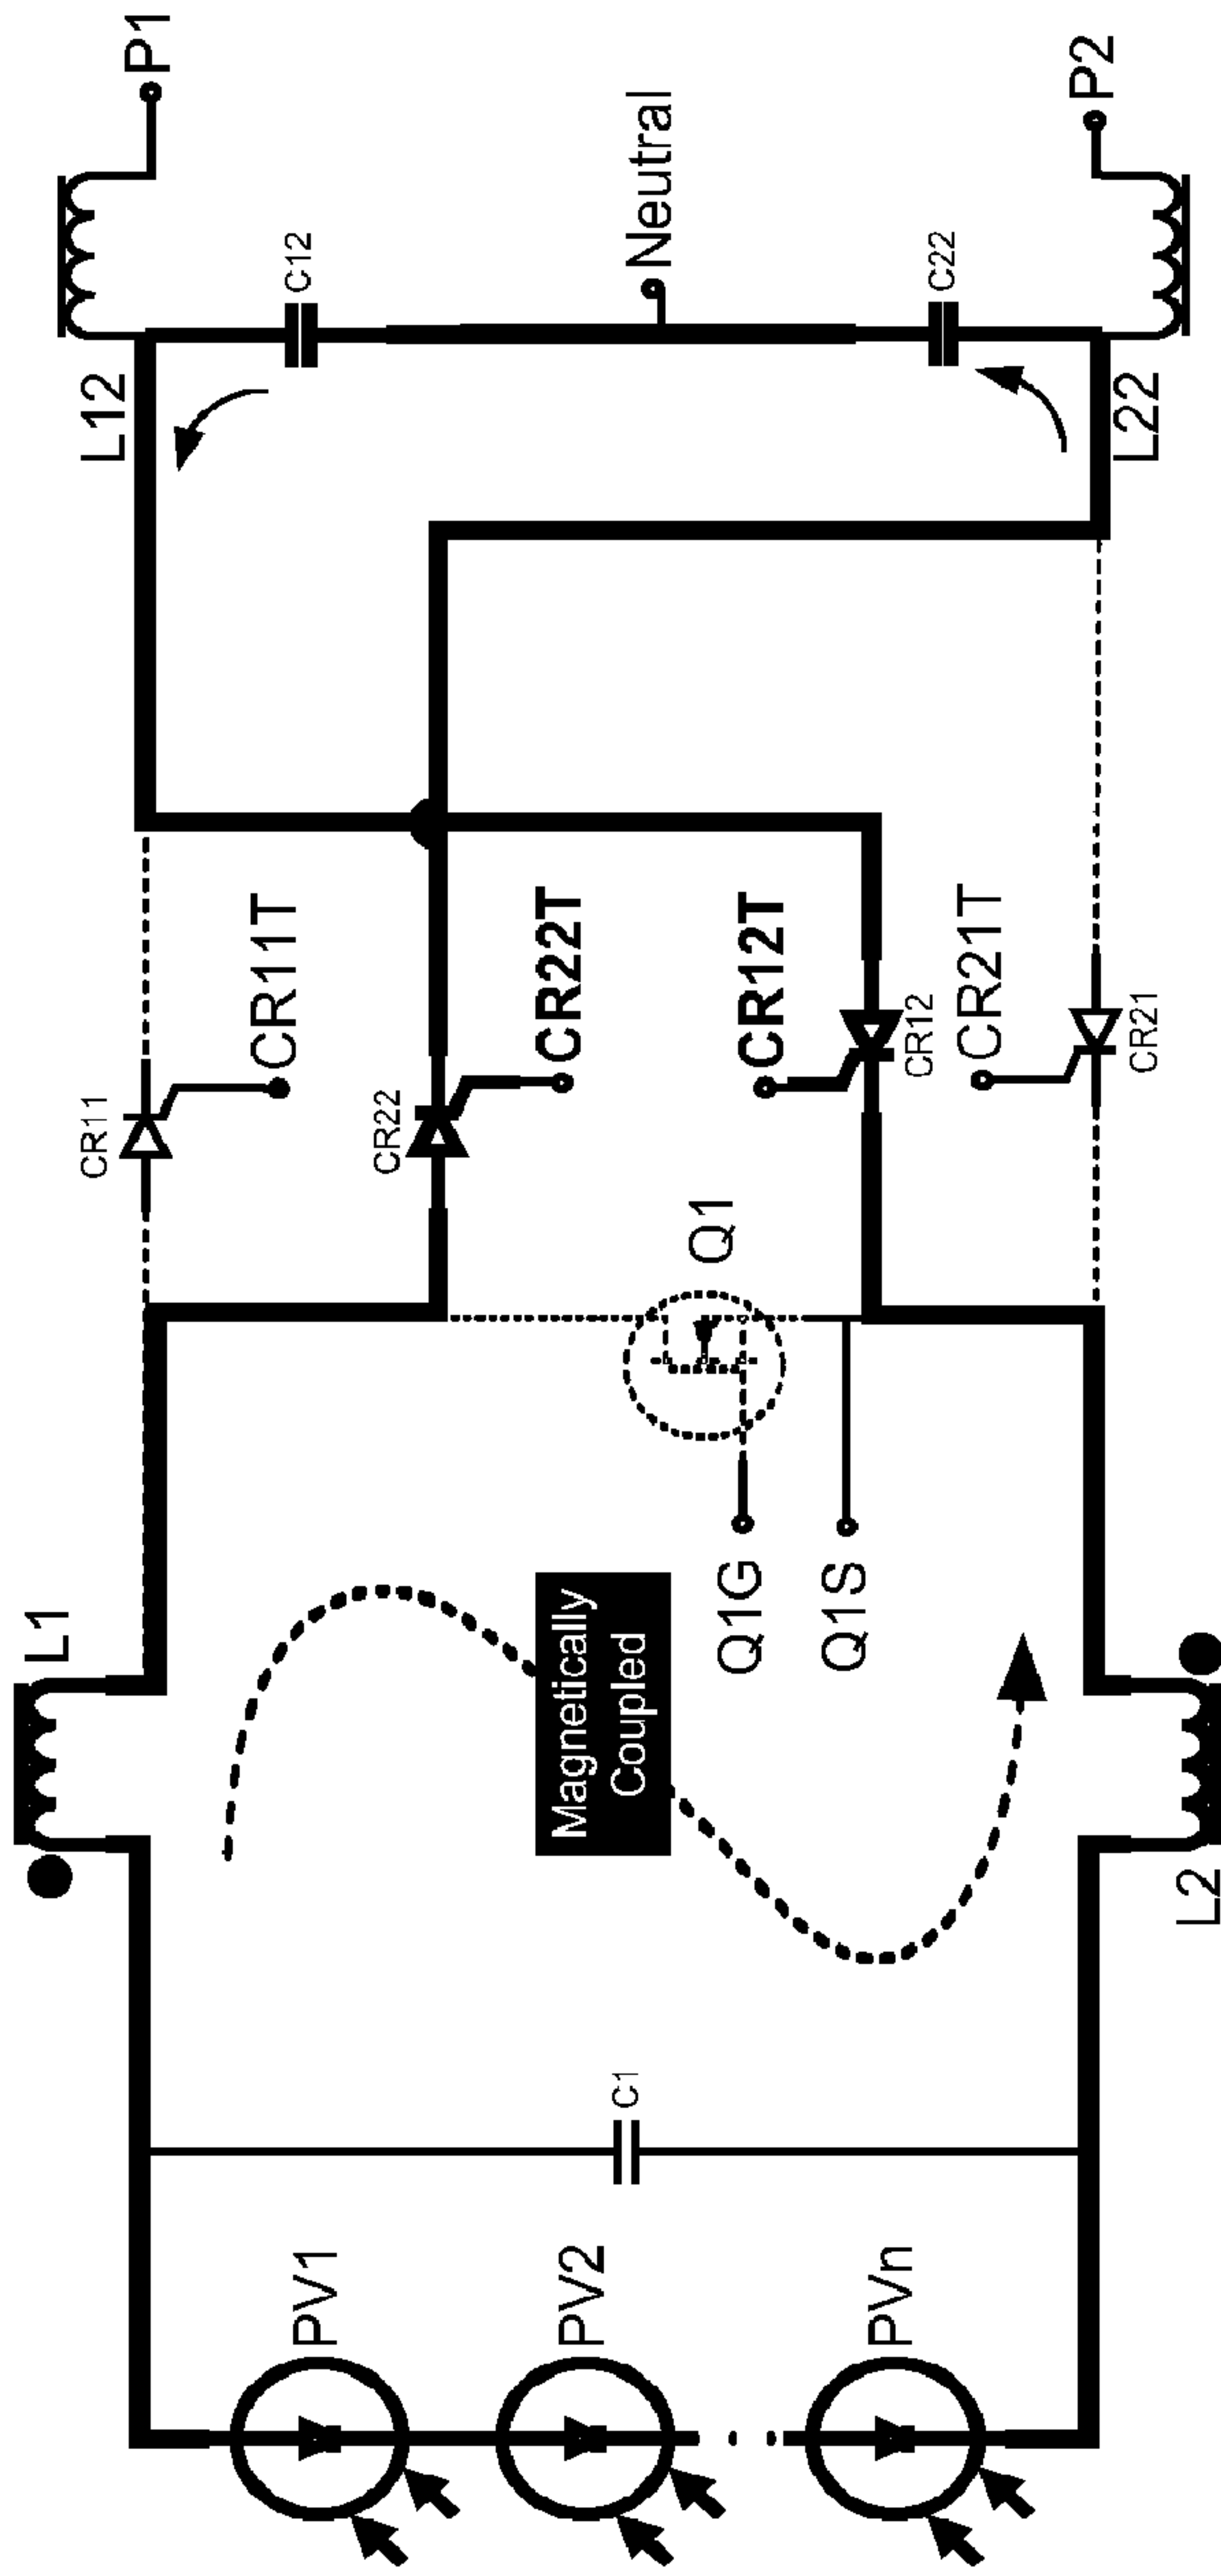 L1
L12
P1
CR11
CR11T
C12
PV1
CR22
CR22T
PV2
C1
Magnetically
Coupled
Q1
Neutral
Q1G
CR12T
Q1S
CR12
PVn
CR21T
C22
CR21
L2
L22
P2